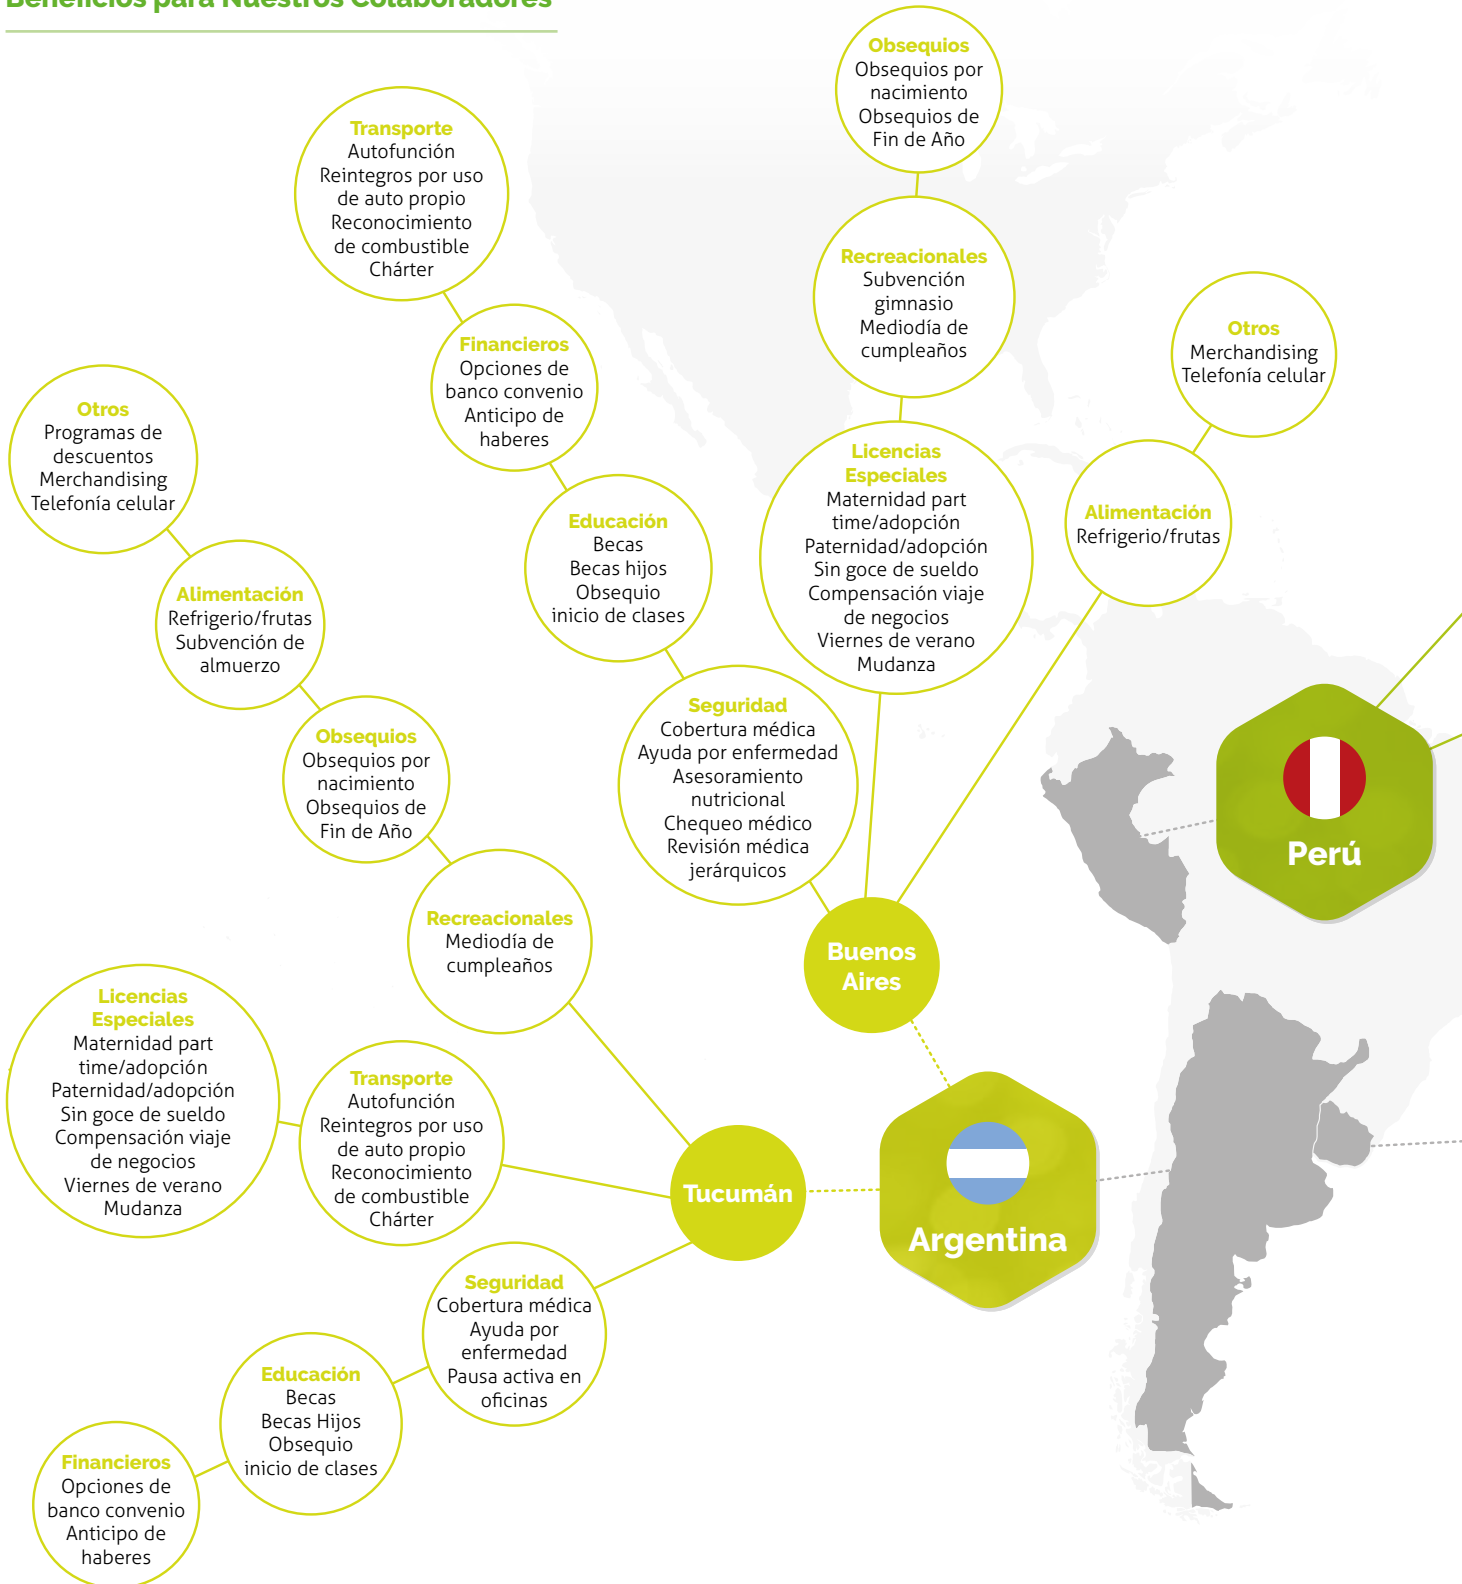 Beneficios para Nuestros Colaboradores
Obsequios
Obsequios por
nacimiento
Obsequios de
Fin de Año
Transporte
Autofunción
Reintegros por uso
de auto propio
Reconocimiento
de combustible
Chárter
Recreacionales
Subvención
gimnasio
Mediodía de
cumpleaños
Otros
Merchandising
Telefonía celular
Financieros
Opciones de
banco convenio
Anticipo de
haberes
Otros
Programas de
descuentos
Merchandising
Telefonía celular
Licencias
Especiales
Maternidad part
time/adopción
Paternidad/adopción
Sin goce de sueldo
Compensación viaje
de negocios
Viernes de verano
Mudanza
Alimentación
Refrigerio/frutas
Educación
Becas
Becas hijos
Obsequio
inicio de clases
Alimentación
Refrigerio/frutas
Subvención de
almuerzo
Seguridad
Cobertura médica
Ayuda por enfermedad
Asesoramiento
nutricional
Chequeo médico
Revisión médica
jerárquicos
Obsequios
Obsequios por
nacimiento
Obsequios de
Fin de Año
Perú
Recreacionales
Mediodía de
cumpleaños
Buenos
Aires
Licencias
Especiales
Maternidad part
time/adopción
Paternidad/adopción
Sin goce de sueldo
Compensación viaje
de negocios
Viernes de verano
Mudanza
Transporte
Autofunción
Reintegros por uso
de auto propio
Reconocimiento
de combustible
Chárter
Tucumán
Argentina
Seguridad
Cobertura médica
Ayuda por
enfermedad
Pausa activa en
oficinas
Educación
Becas
Becas Hijos
Obsequio
inicio de clases
Financieros
Opciones de
banco convenio
Anticipo de
haberes